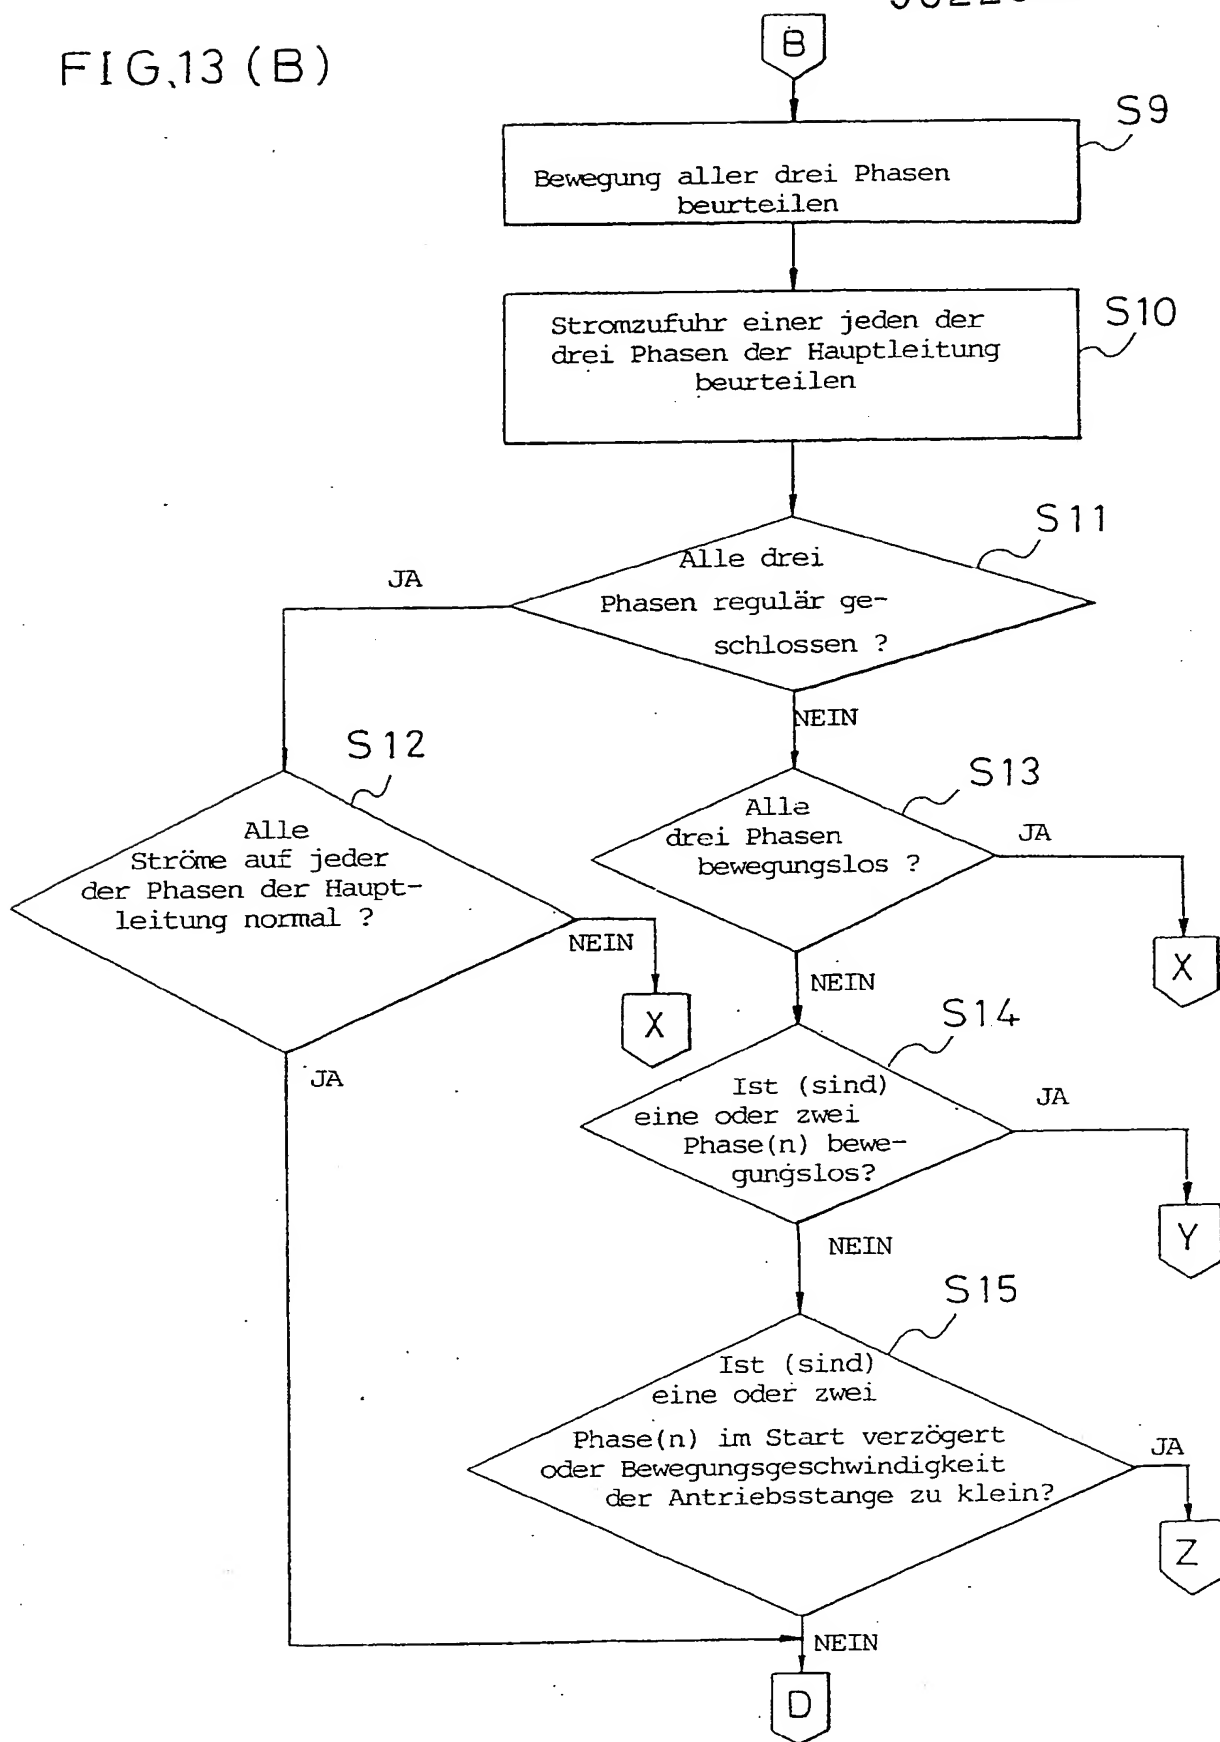 FIG.13 (B)
B
S9
Bewegung aller drei Phasen
beurteilen
S10
Stromzufuhr einer jeden der
drei Phasen der Hauptleitung
beurteilen
S11
Alle drei
Phasen regulär ge-
schlossen ?
JA
NEIN
S12
Alle
Ströme auf jeder
der Phasen der Haupt-
leitung normal ?
NEIN
X
JA
S13
Alle
drei Phasen
bewegungslos ?
JA
X
NEIN
S14
Ist (sind)
eine oder zwei
Phase(n) bewe-
gungslos?
JA
Y
NEIN
S15
Ist (sind)
eine oder zwei
Phase(n) im Start verzögert
oder Bewegungsgeschwindigkeit
der Antriebsstange zu klein?
JA
Z
NEIN
D